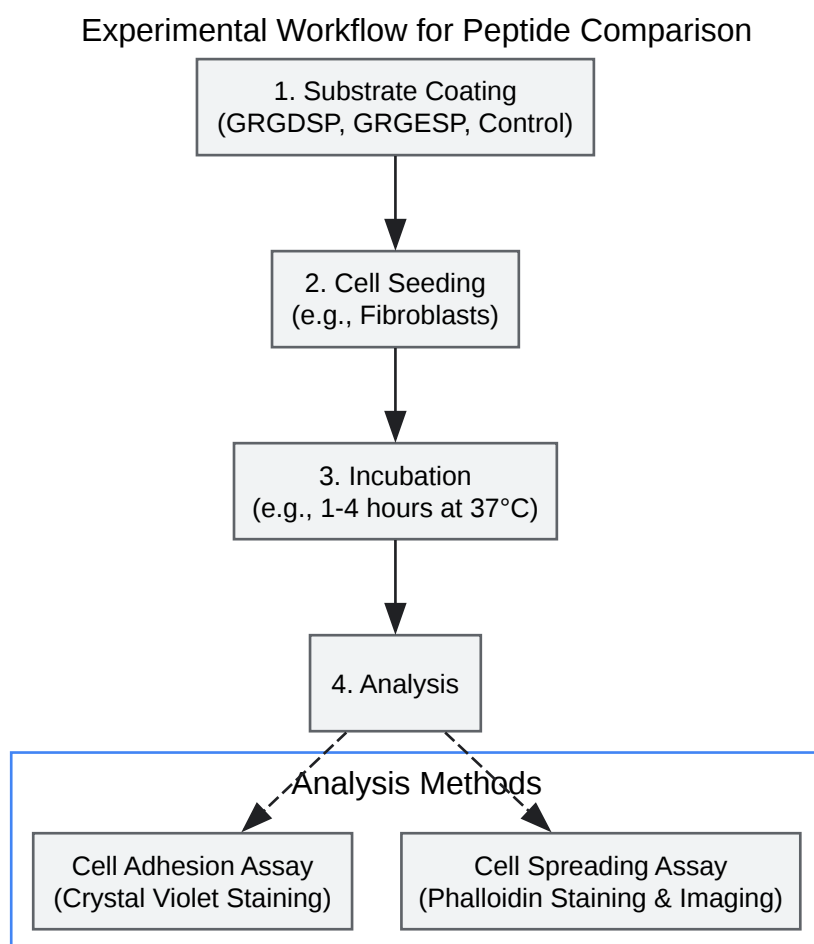 Experimental Workflow for Peptide Comparison
1. Substrate Coating
(GRGDSP, GRGESP, Control)
2. Cell Seeding
(e.g., Fibroblasts)
3. Incubation
(e.g., 1-4 hours at 37°C)
4. Analysis
Analysis Methods
Cell Adhesion Assay
(Crystal Violet Staining)
Cell Spreading Assay
(Phalloidin Staining & Imaging)